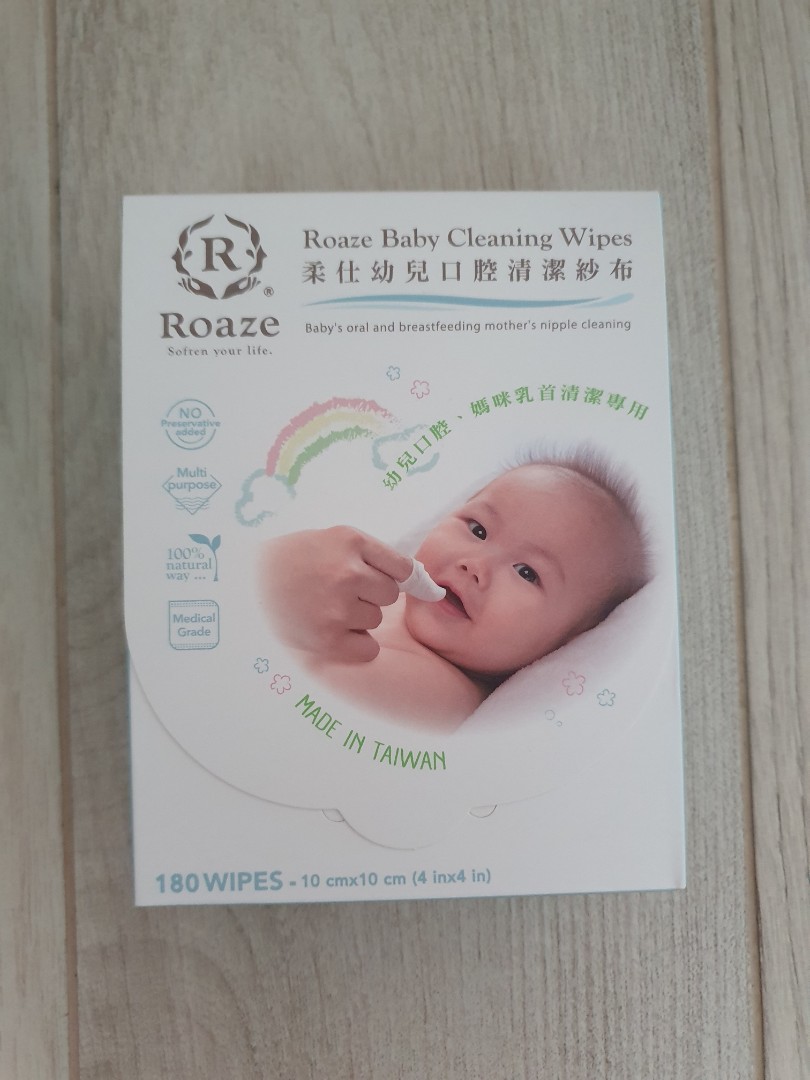 R
®
Roaze
Soften your life.
Roaze Baby Cleaning Wipes
柔仕幼兒口腔清潔紗布
Baby's oral and breastfeeding mother's nipple cleaning
幼兒口腔、媽咪乳首清潔專用
NO
Preservative
added
Multi
purpose
100%
natural
way ...
Medical
Grade
MADE IN TAIWAN
180 WIPES - 10 cmx10 cm (4 inx4 in)